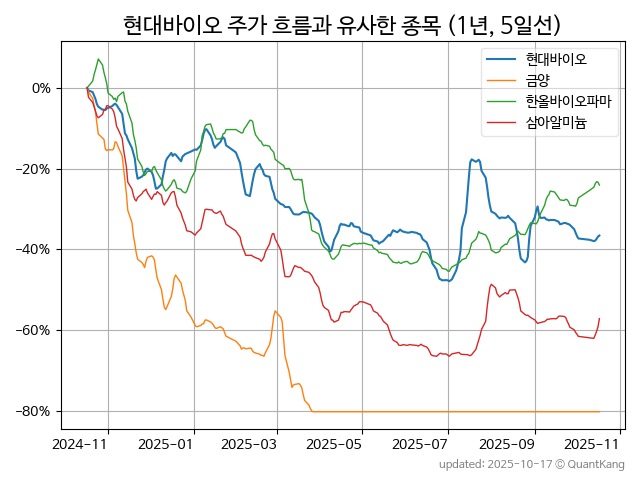 현대바이오 주가 흐름과 유사한 종목 (1년, 5일선)
현대바이오
금양
한올바이오파마
삼아알미늄
0%
−20%
−40%
−60%
−80%
2024-11
2025-01
2025-03
2025-05
2025-07
2025-09
2025-11
updated: 2025-10-17 © QuantKang